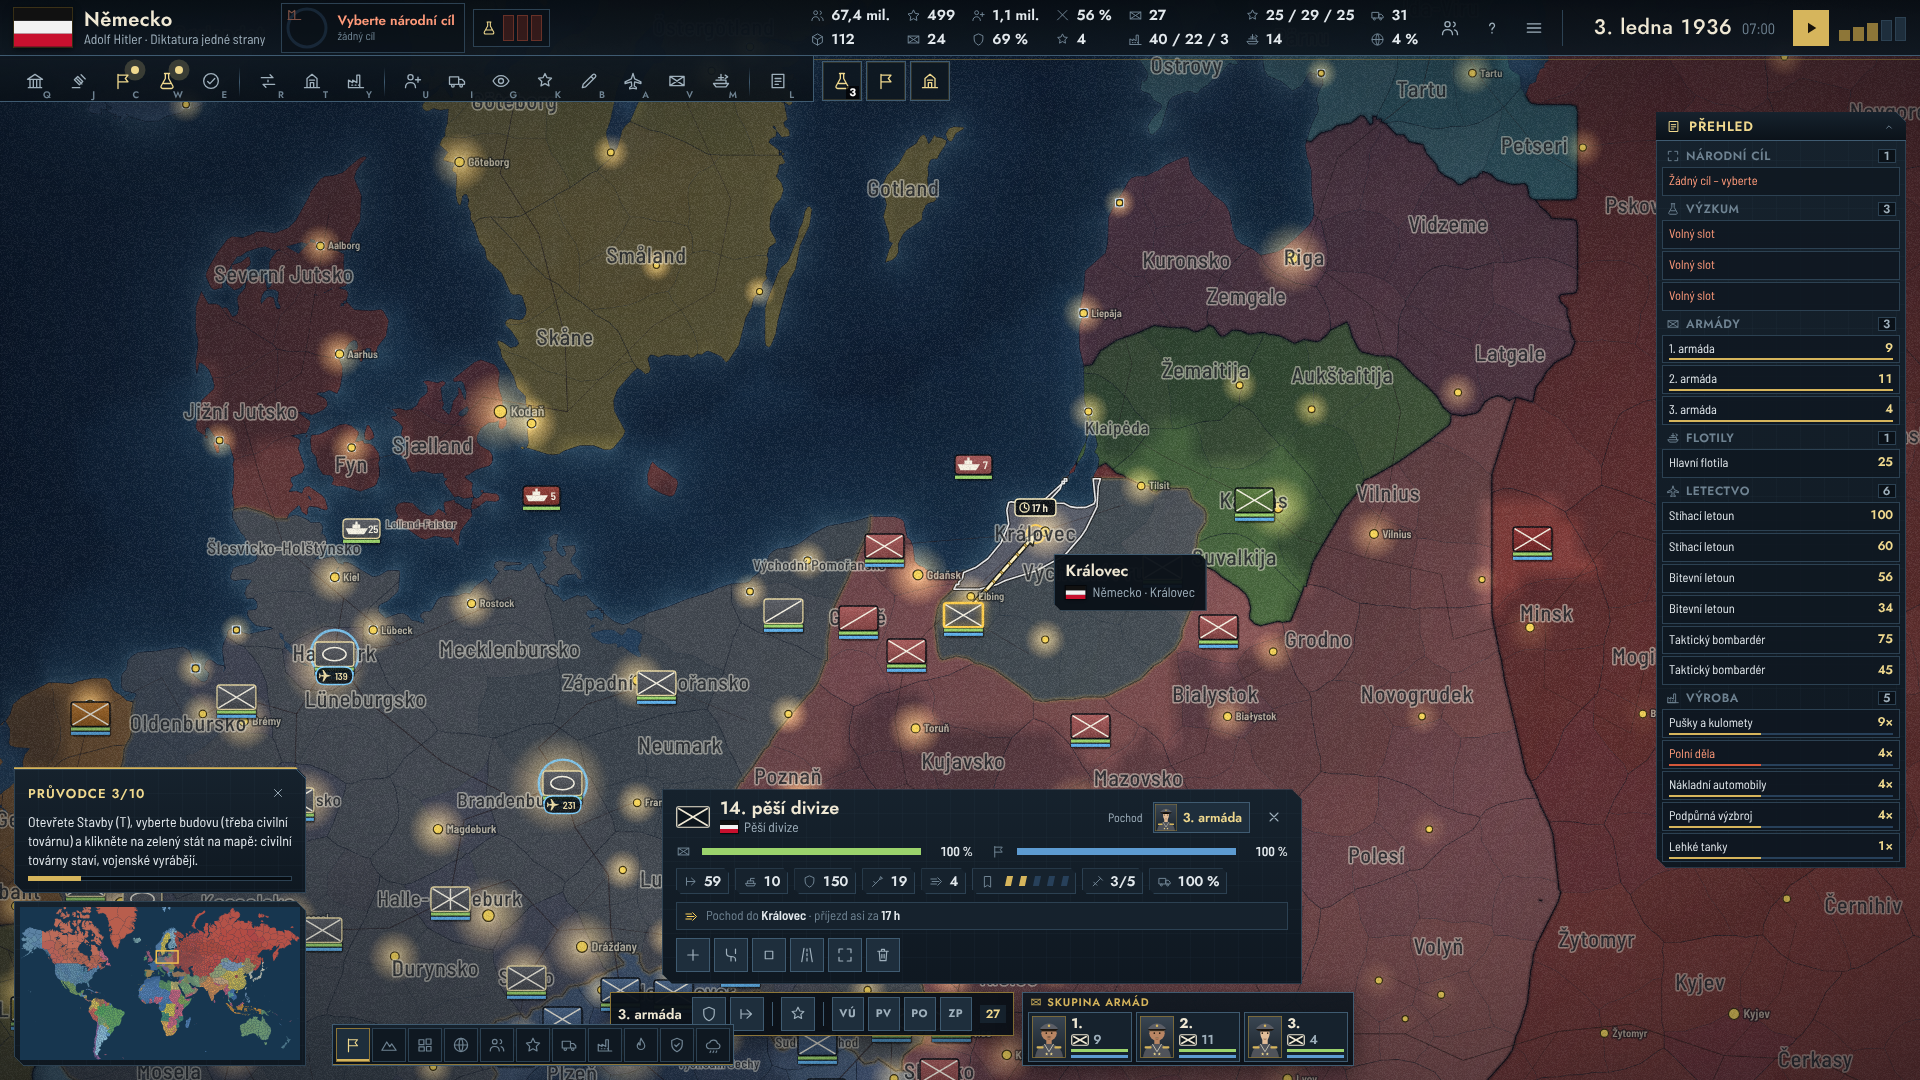 Německo
Adolf Hitler · Diktatura jedné strany
Vyberte národní cíl
žádný cíl
67,4 mil.
499
1,1 mil.
56 %
27
25 / 29 / 25
31
112
24
69 %
4
40 / 22 / 3
14
4 %
?
3. ledna 1936
07:00
Q
J
C
W
E
R
T
Y
U
I
G
K
B
A
V
M
L
3
PŘEHLED
NÁRODNÍ CÍL
1
Žádný cíl – vyberte
VÝZKUM
3
Volný slot
Volný slot
Volný slot
ARMÁDY
3
1. armáda
9
2. armáda
11
3. armáda
4
FLOTILY
1
Hlavní flotila
25
LETECTVO
6
Stíhací letoun
100
Stíhací letoun
60
Bitevní letoun
56
Bitevní letoun
34
Taktický bombardér
75
Taktický bombardér
45
VÝROBA
5
Pušky a kulomety
9×
Polní děla
4×
Nákladní automobily
4×
Podpůrná výzbroj
4×
Lehké tanky
1×
Göteborg
Göteborg
Ostrovy
Tartu
Tartu
Petseri
Gotland
Aalborg
Severní Jutsko
Småland
Vidzeme
Kuronsko
Riga
Zemgale
Liepāja
Skåne
Aarhus
Latgale
Žemaitija
Aukštaitija
Jižní Jutsko
Kodaň
Sjælland
Klaipėda
Fyn
7
5
25
Lolland-Falster
17 h
Tilsit
Vilnius
Vilnius
Královec
Šlesvicko-Holštýnsko
Kiel
Gdaňsk
Elbing
Královec
Německo · Královec
Rostock
Lübeck
Mecklenbursko
Grodno
Minsk
139
Lüneburgsko
Oldenbursko
Brémy
Białystok
Białystok
Novogrudek
Toruň
Neumark
Kujavsko
Poznaň
Mazovsko
231
Magdeburk
Polesí
Drážďany
Durynsko
Volyň
Žytomyr
Žytomyr
Černihiv
Kyjev
Kyjev
Čerkasy
Mosela
Plzeň
PRŮVODCE 3/10
Otevřete Stavby (T), vyberte budovu (třeba civilní
továrnu) a klikněte na zelený stát na mapě: civilní
továrny staví, vojenské vyrábějí.
14. pěší divize
Pěší divize
Pochod
3. armáda
100 %
100 %
59
10
150
19
4
3/5
100 %
Pochod do Královec · příjezd asi za 17 h
3. armáda
VÚ
PV
PO
ZP
27
SKUPINA ARMÁD
1.
9
2.
11
3.
4